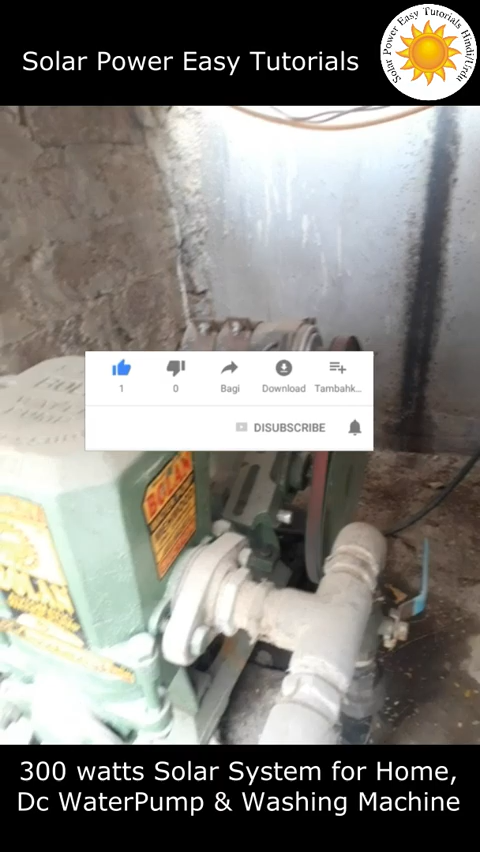 Solar Power Easy Tutorials
Solar Power Easy Tutorials Hindi/Urdu
1
0
Bagi
Download
Tambahk...
DISUBSCRIBE
BOLAN
300 watts Solar System for Home,
Dc WaterPump & Washing Machine